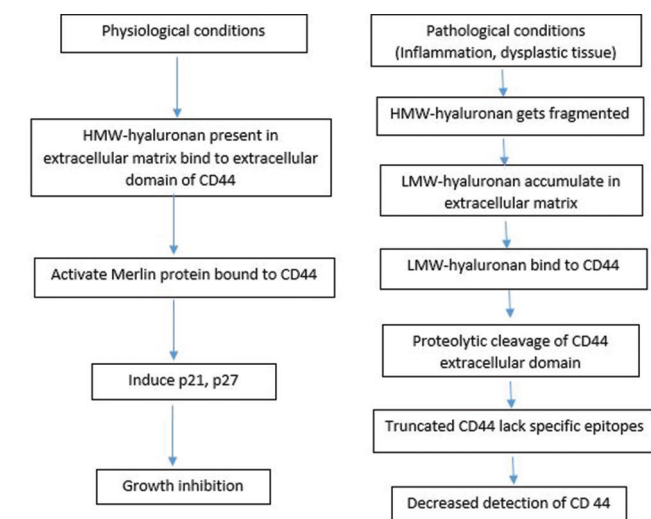 Physiological conditions
HMW-hyaluronan present in
extracellular matrix bind to extracellular
domain of CD44
Activate Merlin protein bound to CD44
Induce p21, p27
Growth inhibition
Pathological conditions
(Inflammation, dysplastic tissue)
HMW-hyaluronan gets fragmented
LMW-hyaluronan accumulate in
extracellular matrix
LMW-hyaluronan bind to CD44
Proteolytic cleavage of CD44
extracellular domain
Truncated CD44 lack specific epitopes
Decreased detection of CD 44